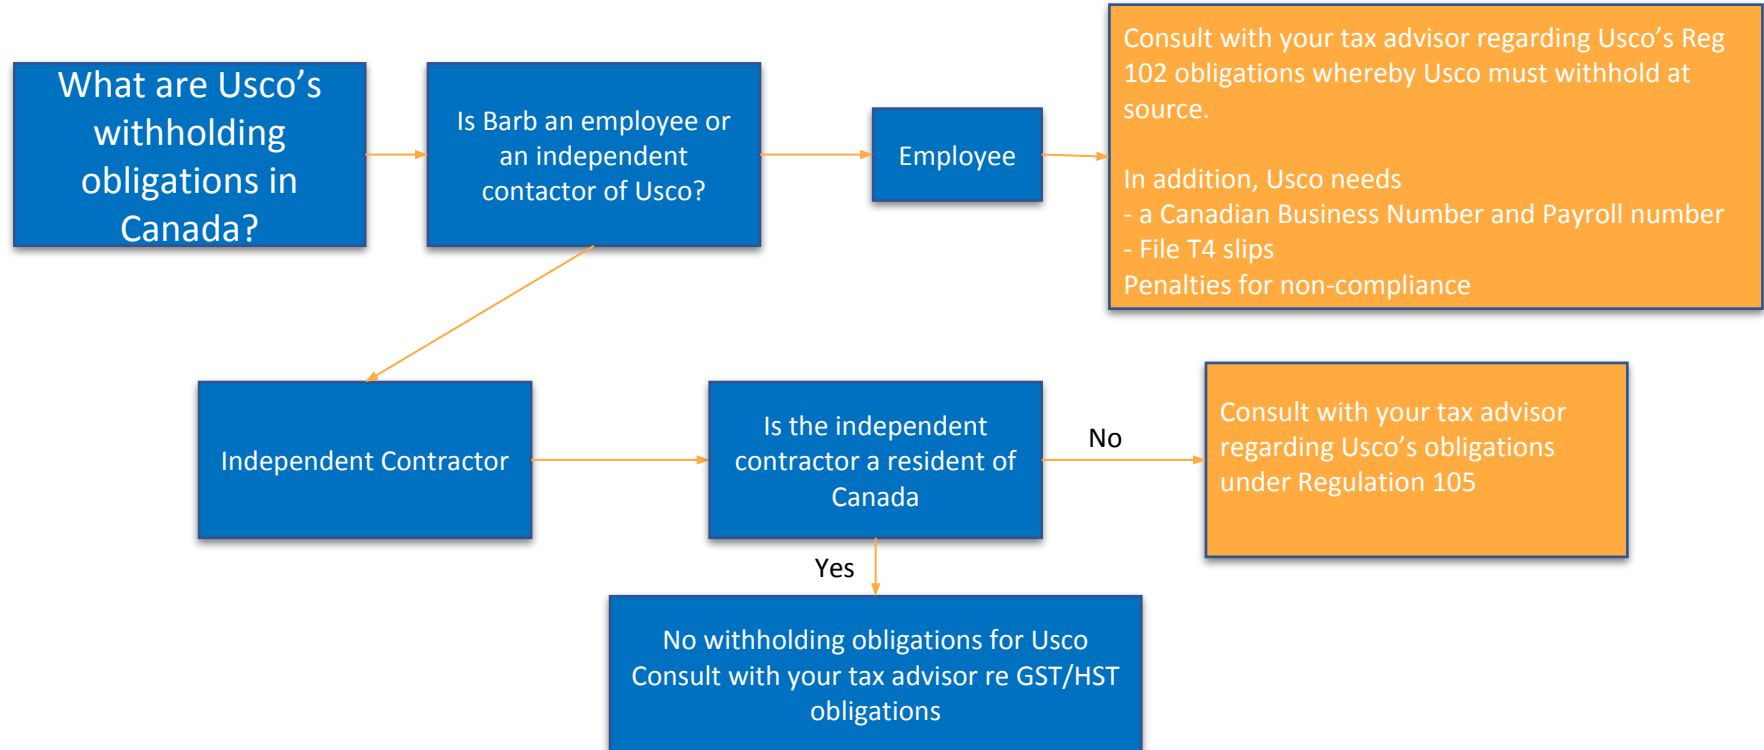 What are Usco’s
withholding
obligations in
Canada?
Is Barb an employee or
an independent
contactor of Usco?
Employee
Consult with your tax advisor regarding Usco’s Reg
102 obligations whereby Usco must withhold at
source.
In addition, Usco needs
- a Canadian Business Number and Payroll number
- File T4 slips
Penalties for non-compliance
Independent Contractor
Is the independent
contractor a resident of
Canada
No
Consult with your tax advisor
regarding Usco’s obligations
under Regulation 105
Yes
No withholding obligations for Usco
Consult with your tax advisor re GST/HST
obligations